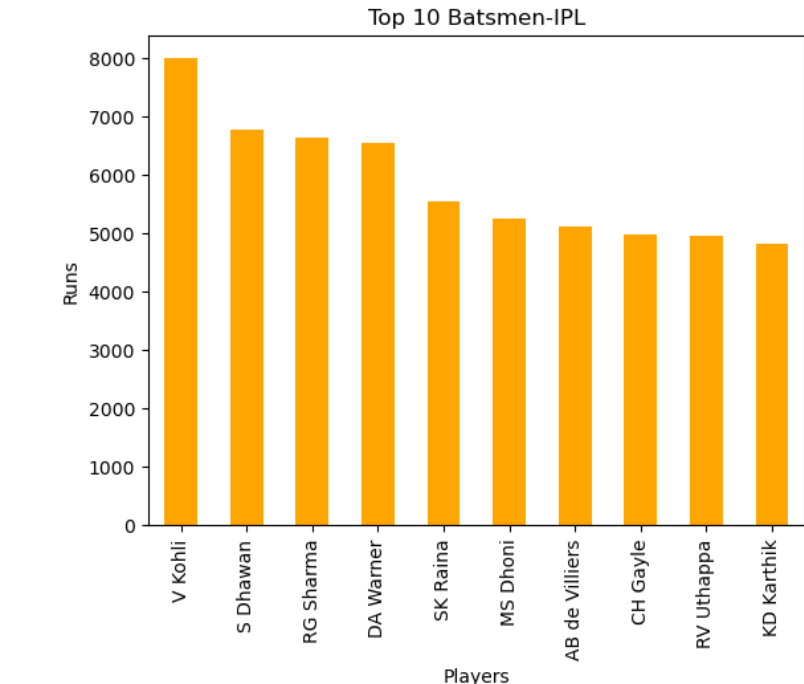 Top 10 Batsmen-IPL
8000
7000
6000
5000
4000
3000
2000
1000
0
Runs
V Kohli
S Dhawan
RG Sharma
DA Warner
SK Raina
MS Dhoni
AB de Villiers
CH Gayle
RV Uthappa
KD Karthik
Players